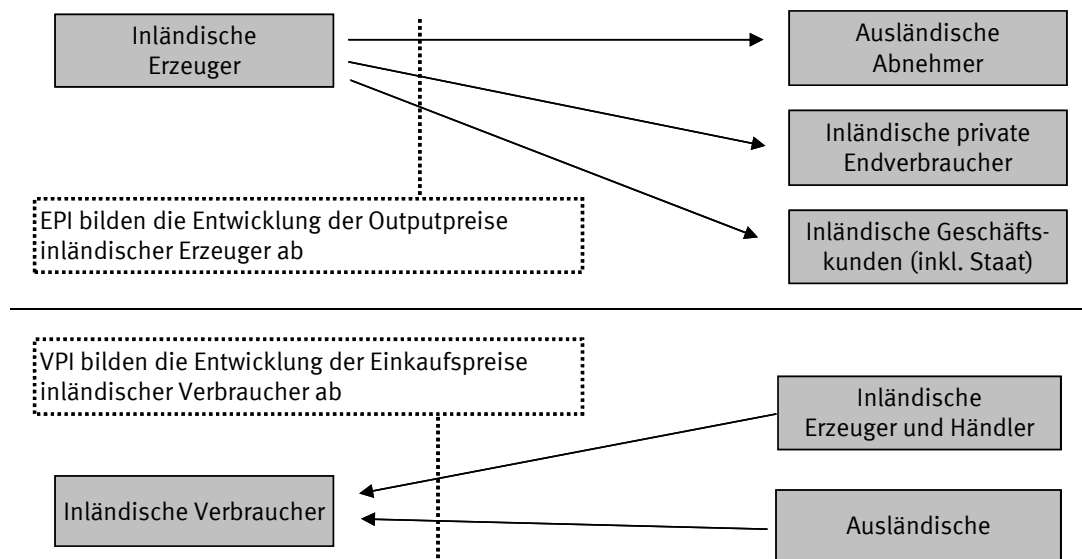 Inländische
Erzeuger
Ausländische
Abnehmer
Inländische private
Endverbraucher
EPI bilden die Entwicklung der Outputpreise
inländischer Erzeuger ab
Inländische Geschäfts-
kunden (inkl. Staat)
VPI bilden die Entwicklung der Einkaufspreise
inländischer Verbraucher ab
Inländische
Erzeuger und Händler
Inländische Verbraucher
Ausländische